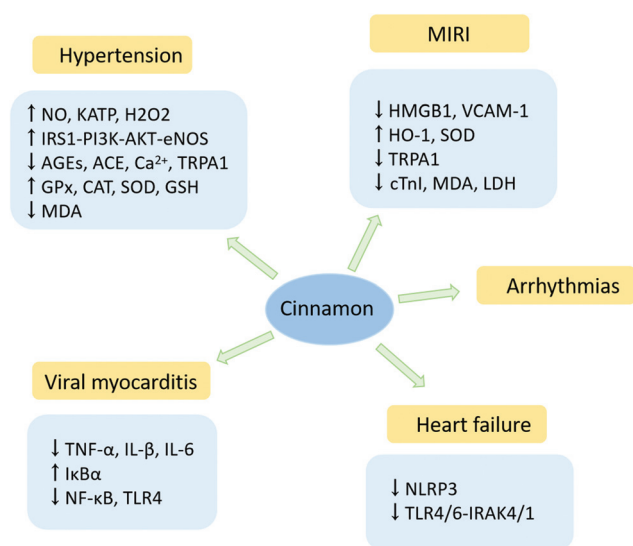 Hypertension
↑ NO, KATP, H2O2
↑ IRS1-PI3K-AKT-eNOS
↓ AGEs, ACE, Ca²⁺, TRPA1
↑ GPx, CAT, SOD, GSH
↓ MDA
MIRI
↓ HMGB1, VCAM-1
↑ HO-1, SOD
↓ TRPA1
↓ cTnI, MDA, LDH
Cinnamon
Arrhythmias
Viral myocarditis
↓ TNF-α, IL-β, IL-6
↑ IκBα
↓ NF-κB, TLR4
Heart failure
↓ NLRP3
↓ TLR4/6-IRAK4/1